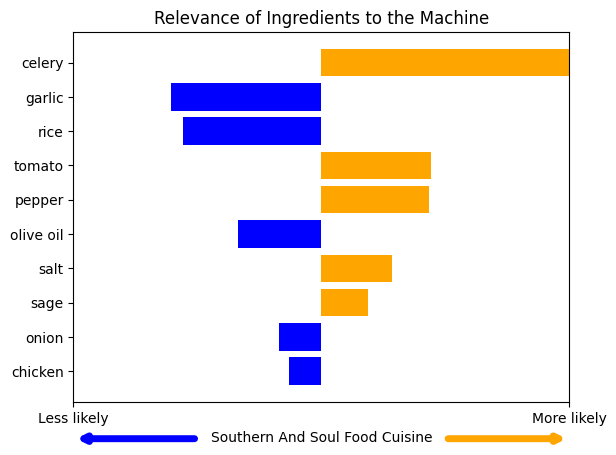 Relevance of Ingredients to the Machine
celery
garlic
rice
tomato
pepper
olive oil
salt
sage
onion
chicken
Less likely More likely
Southern And Soul Food Cuisine